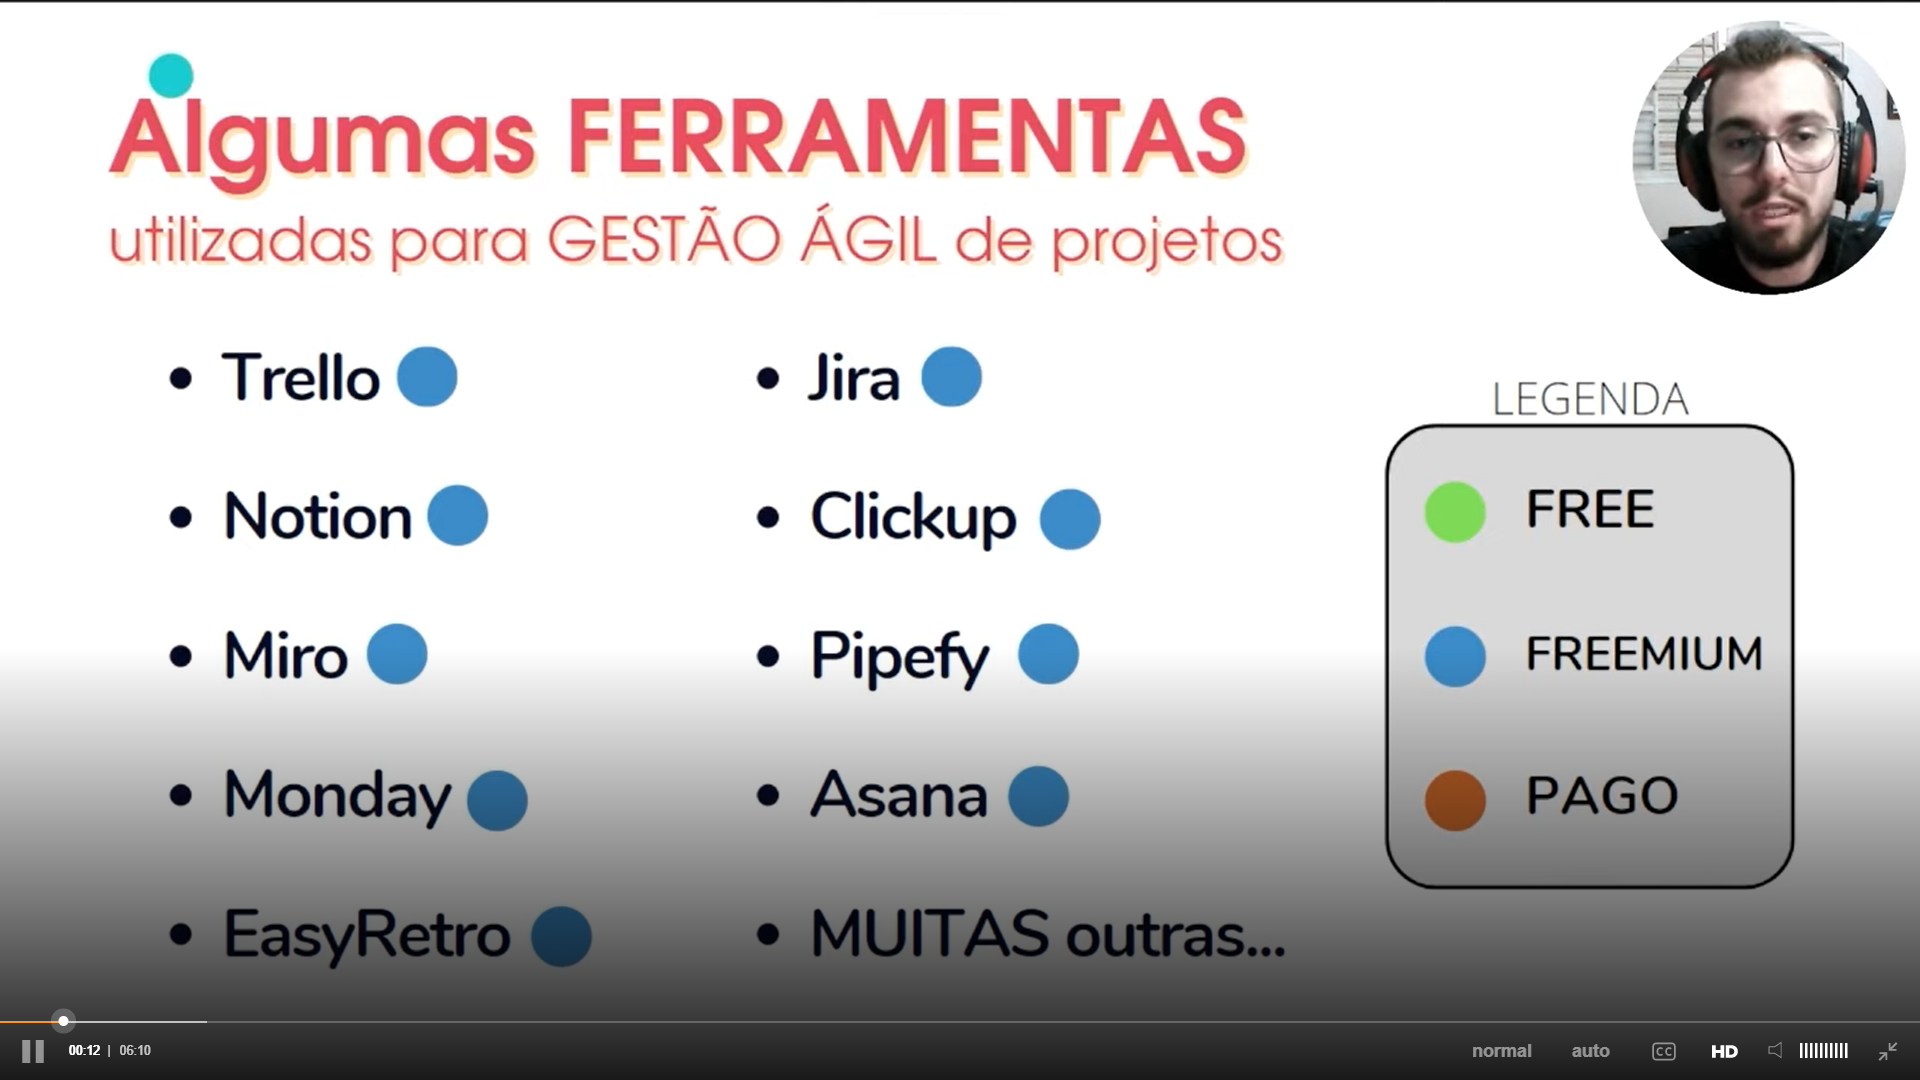 Algumas FERRAMENTAS
utilizadas para GESTÃO ÁGIL de projetos
• Trello
• Notion
• Miro
• Monday
• EasyRetro
• Jira
• Clickup
• Pipefy
• Asana
• MUITAS outras...
LEGENDA
FREE
FREEMIUM
PAGO
00:12 | 06:10
normal auto CC HD